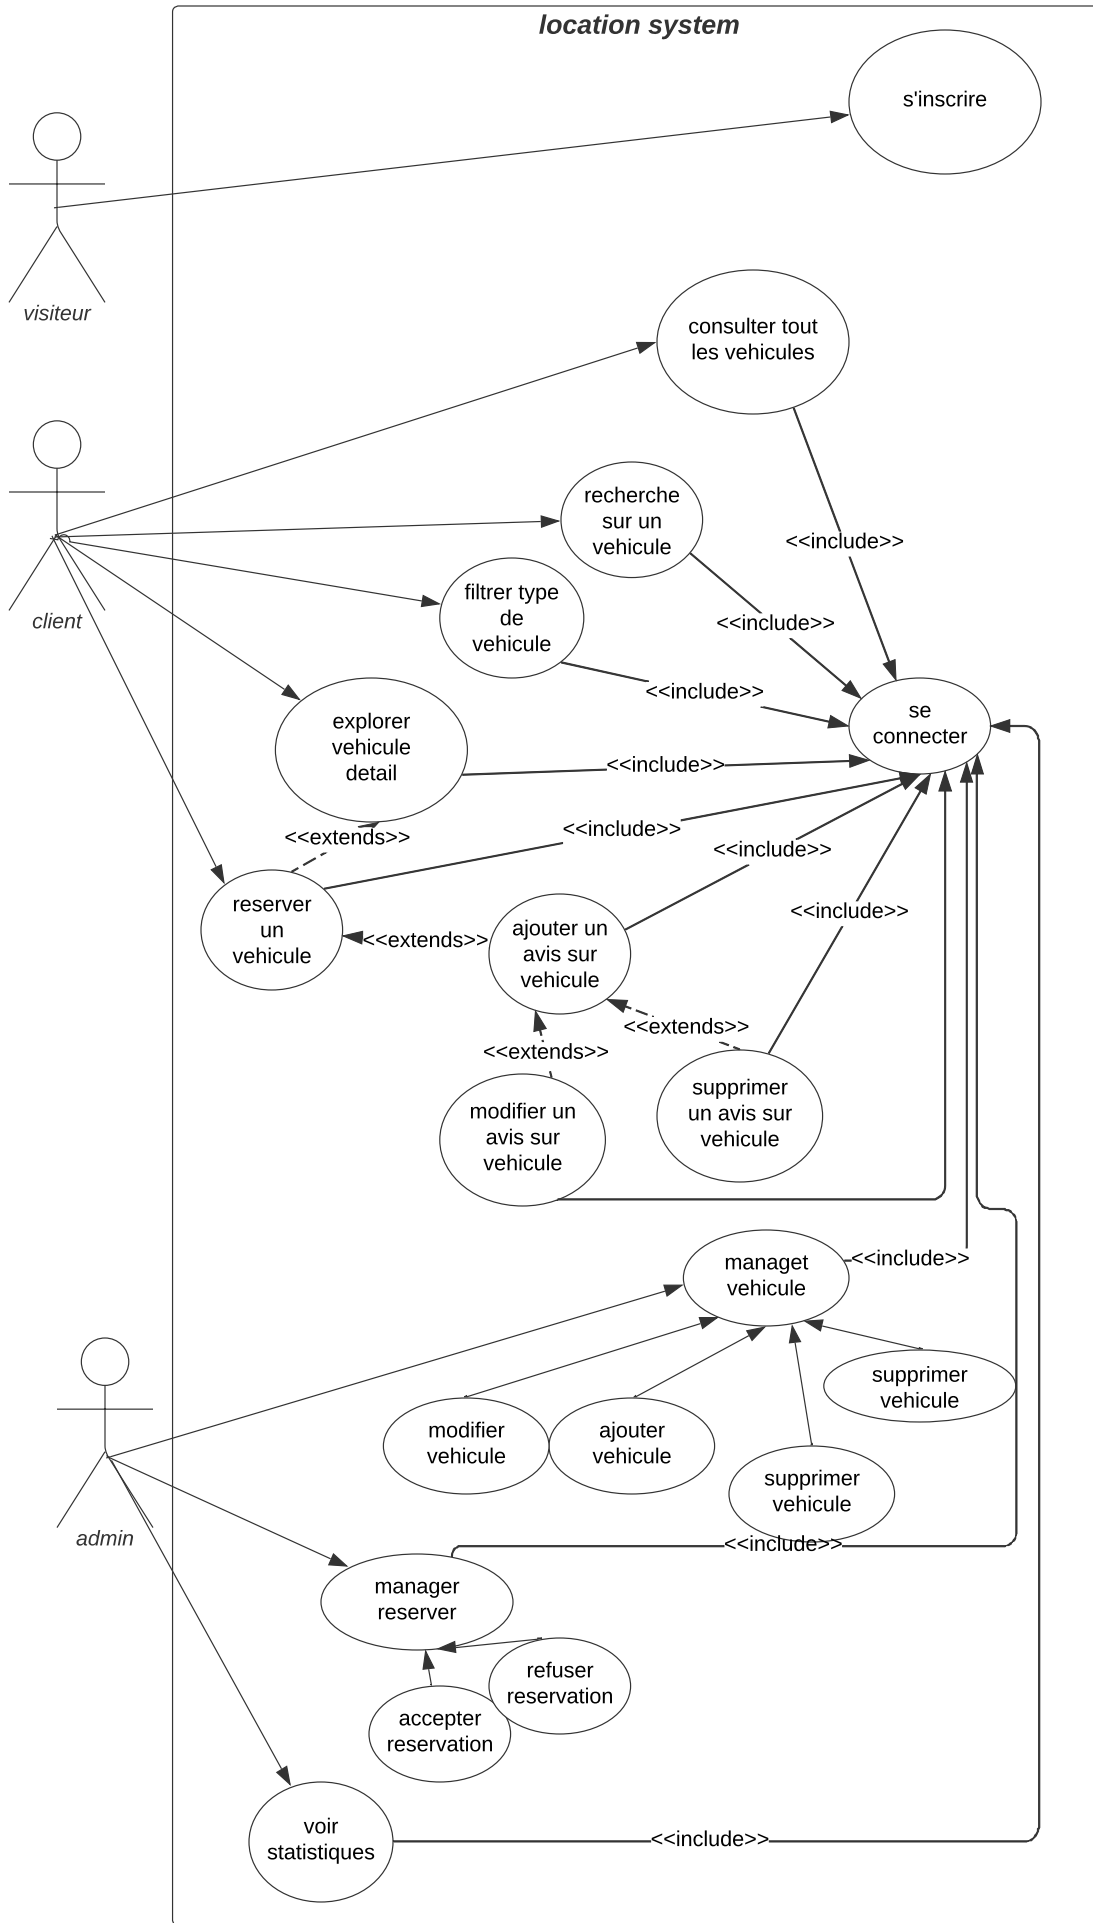 location system
s'inscrire
visiteur
consulter tout
les vehicules
client
recherche
sur un
vehicule
<<include>>
filtrer type
de
vehicule
<<include>>
<<include>>
explorer
vehicule
detail
se
connecter
<<include>>
<<extends>>
<<include>>
<<include>>
reserver
un
vehicule
<<extends>>
ajouter un
avis sur
vehicule
<<include>>
<<extends>>
<<extends>>
modifier un
avis sur
vehicule
supprimer
un avis sur
vehicule
managet
vehicule
<<include>>
modifier
vehicule
ajouter
vehicule
supprimer
vehicule
supprimer
vehicule
admin
<<include>>
manager
reserver
refuser
reservation
accepter
reservation
voir
statistiques
<<include>>